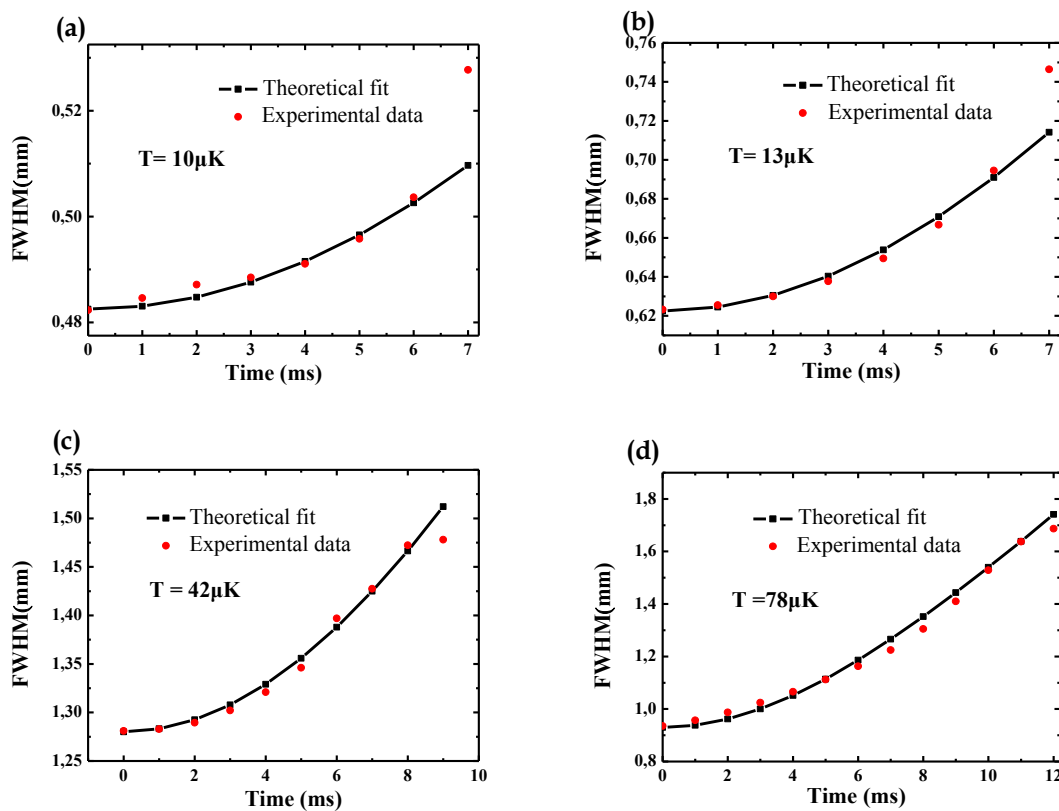 (a)
0,52
0,50
0,48
FWHM(mm)
Theoretical fit
Experimental data
T= 10μK
0 1 2 3 4 5 6 7
Time (ms)
(b)
0,76
0,74
0,72
0,70
0,68
0,66
0,64
0,62
FWHM(mm)
Theoretical fit
Experimental data
T= 13μK
0 1 2 3 4 5 6 7
Time (ms)
(c)
1,55
1,50
1,45
1,40
1,35
1,30
1,25
FWHM(mm)
Theoretical fit
Experimental data
T = 42μK
0 2 4 6 8 10
Time (ms)
(d)
1,8
1,6
1,4
1,2
1,0
0,8
FWHM(mm)
Theoretical fit
Experimental data
T =78μK
0 2 4 6 8 10 12
Time (ms)